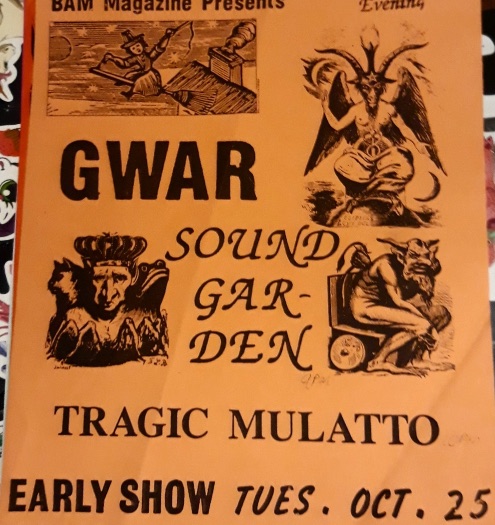 BAM Magazine Presents
Evening
GWAR
SOUND
GAR-
DEN
TRAGIC MULATTO
EARLY SHOW TUES. OCT. 25